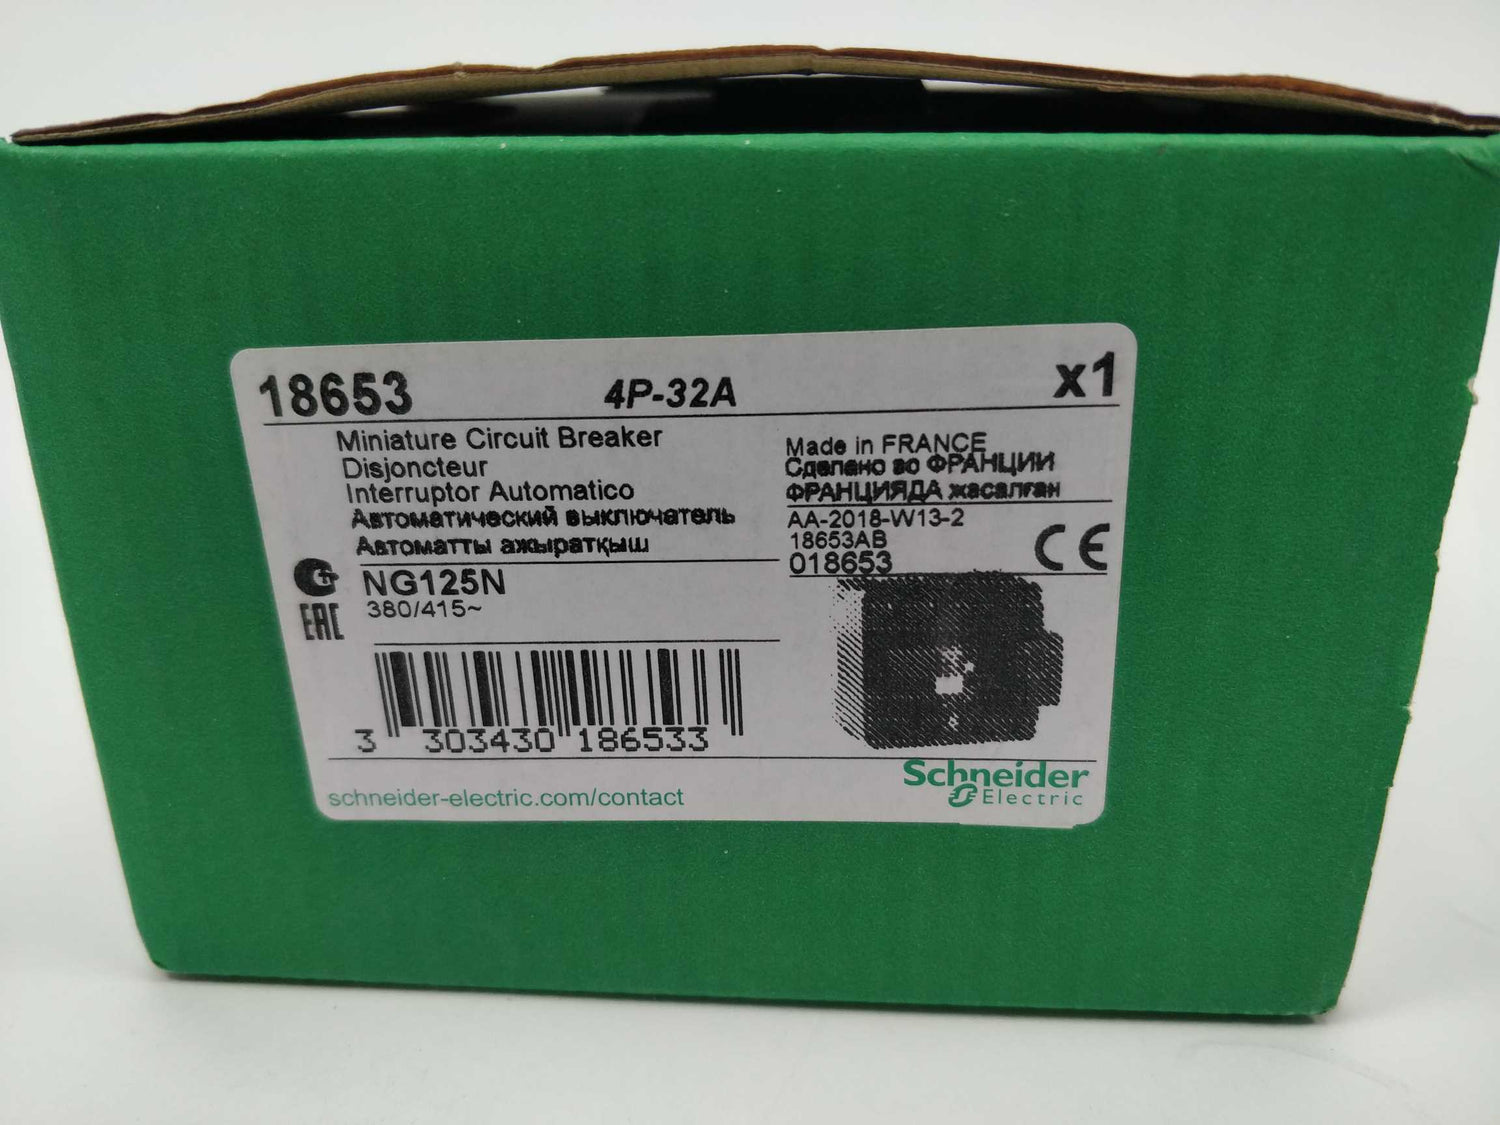 18653 4P-32A x1
Miniature Circuit Breaker
Disjoncteur
Interruptor Automatico
Автоматический выключатель
Автоматты ажыратқыш
Made in FRANCE
Сделано во ФРАНЦИИ
ФРАНЦИЯДА жасалған
AA-2018-W13-2
18653AB
018653
CE
EAC
NG125N
380/415~
3 303430 186533
schneider-electric.com/contact
Schneider
Electric